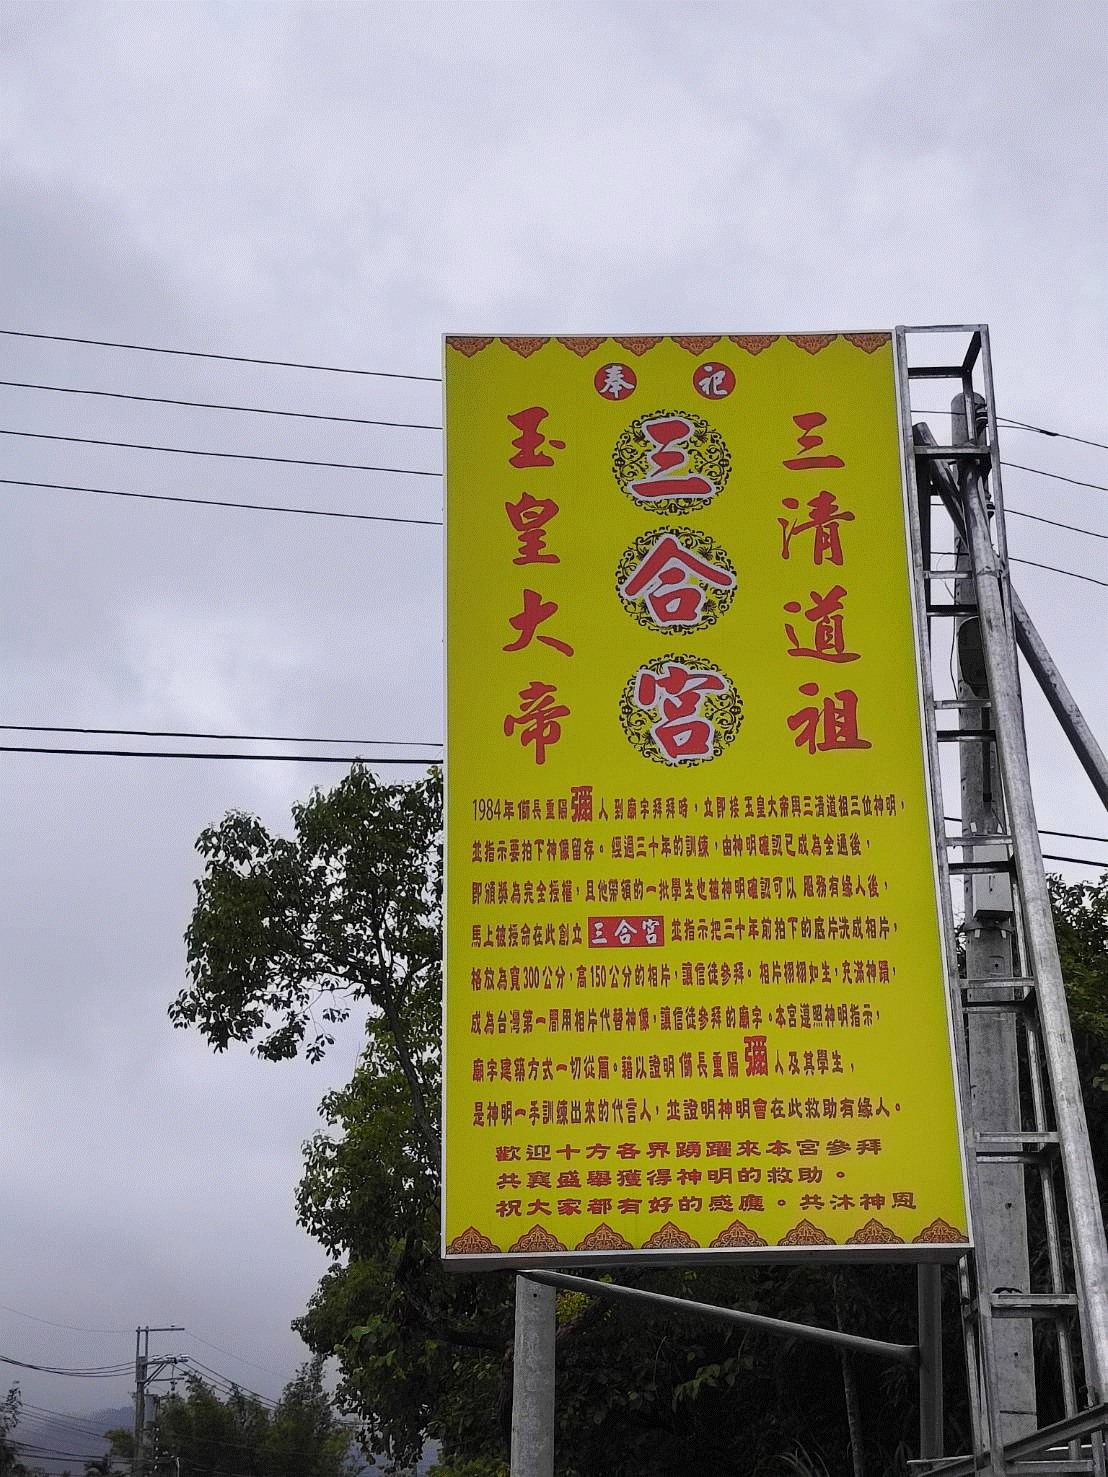 奉祀
三清道祖
三合宮
玉皇大帝
1984年儺長重陽彌人到廟宇拜拜時，立即接玉皇大帝與三清道祖三位神明，
並指示要拍下神像留存。經過三十年的訓練，由神明確認已成為全通後，
即頒獎為完全授權，且他帶領的一批學生也被神明確認可以服務有緣人後，
馬上被授命在此創立三合宮並指示把三十年前拍下的底片洗成相片，
格放為寬300公分，高150公分的相片，讓信徒參拜。相片栩栩如生，充滿神蹟，
成為台灣第一間用相片代替神像，讓信徒參拜的廟宇。本宮遵照神明指示，
廟宇建築方式一切從簡。藉以證明儺長重陽彌人及其學生，
是神明一手訓練出來的代言人，並證明神明會在此救助有緣人。
歡迎十方各界踴躍來本宮參拜
共襄盛舉獲得神明的救助。
祝大家都有好的感應。共沐神恩